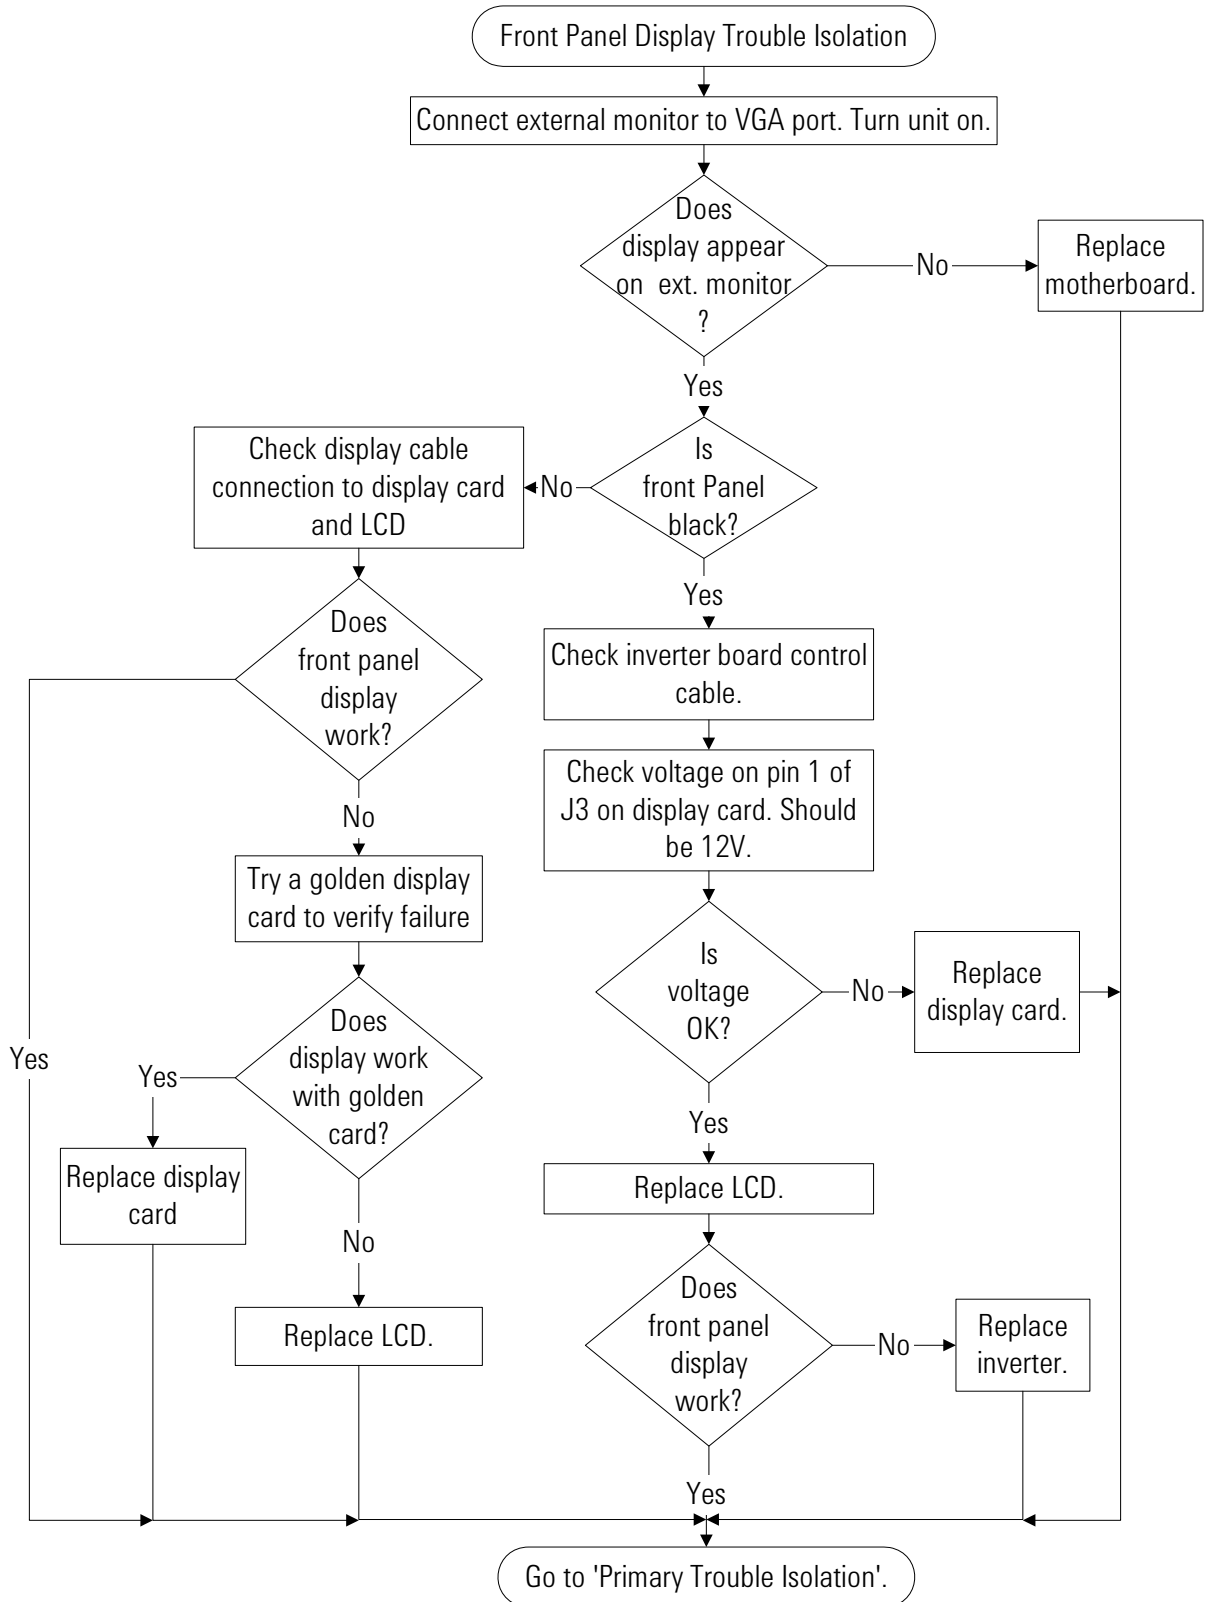 Front Panel Display Trouble Isolation
Connect external monitor to VGA port. Turn unit on.
Does
display appear
on ext. monitor
?
No
Replace
motherboard.
Yes
Is
front Panel
black?
No
Check display cable
connection to display card
and LCD
Yes
Does
front panel
display
work?
Check inverter board control
cable.
Check voltage on pin 1 of
J3 on display card. Should
be 12V.
No
Try a golden display
card to verify failure
Is
voltage
OK?
No
Replace
display card.
Yes
Does
display work
with golden
card?
Yes
Replace display
card
Yes
Replace LCD.
No
Replace LCD.
Does
front panel
display
work?
No
Replace
inverter.
Yes
Go to 'Primary Trouble Isolation'.